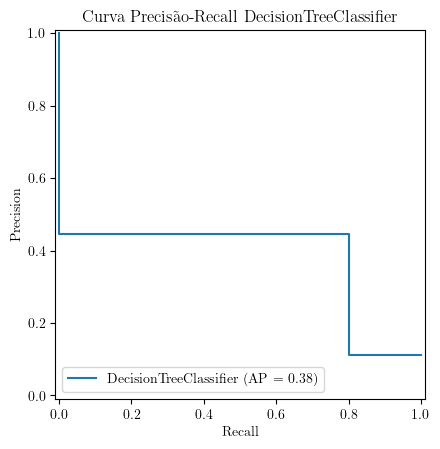 Curva Precisão-Recall DecisionTreeClassifier
1.0
0.8
0.6
0.4
0.2
0.0
Precision
DecisionTreeClassifier (AP = 0.38)
0.0 0.2 0.4 0.6 0.8 1.0
Recall